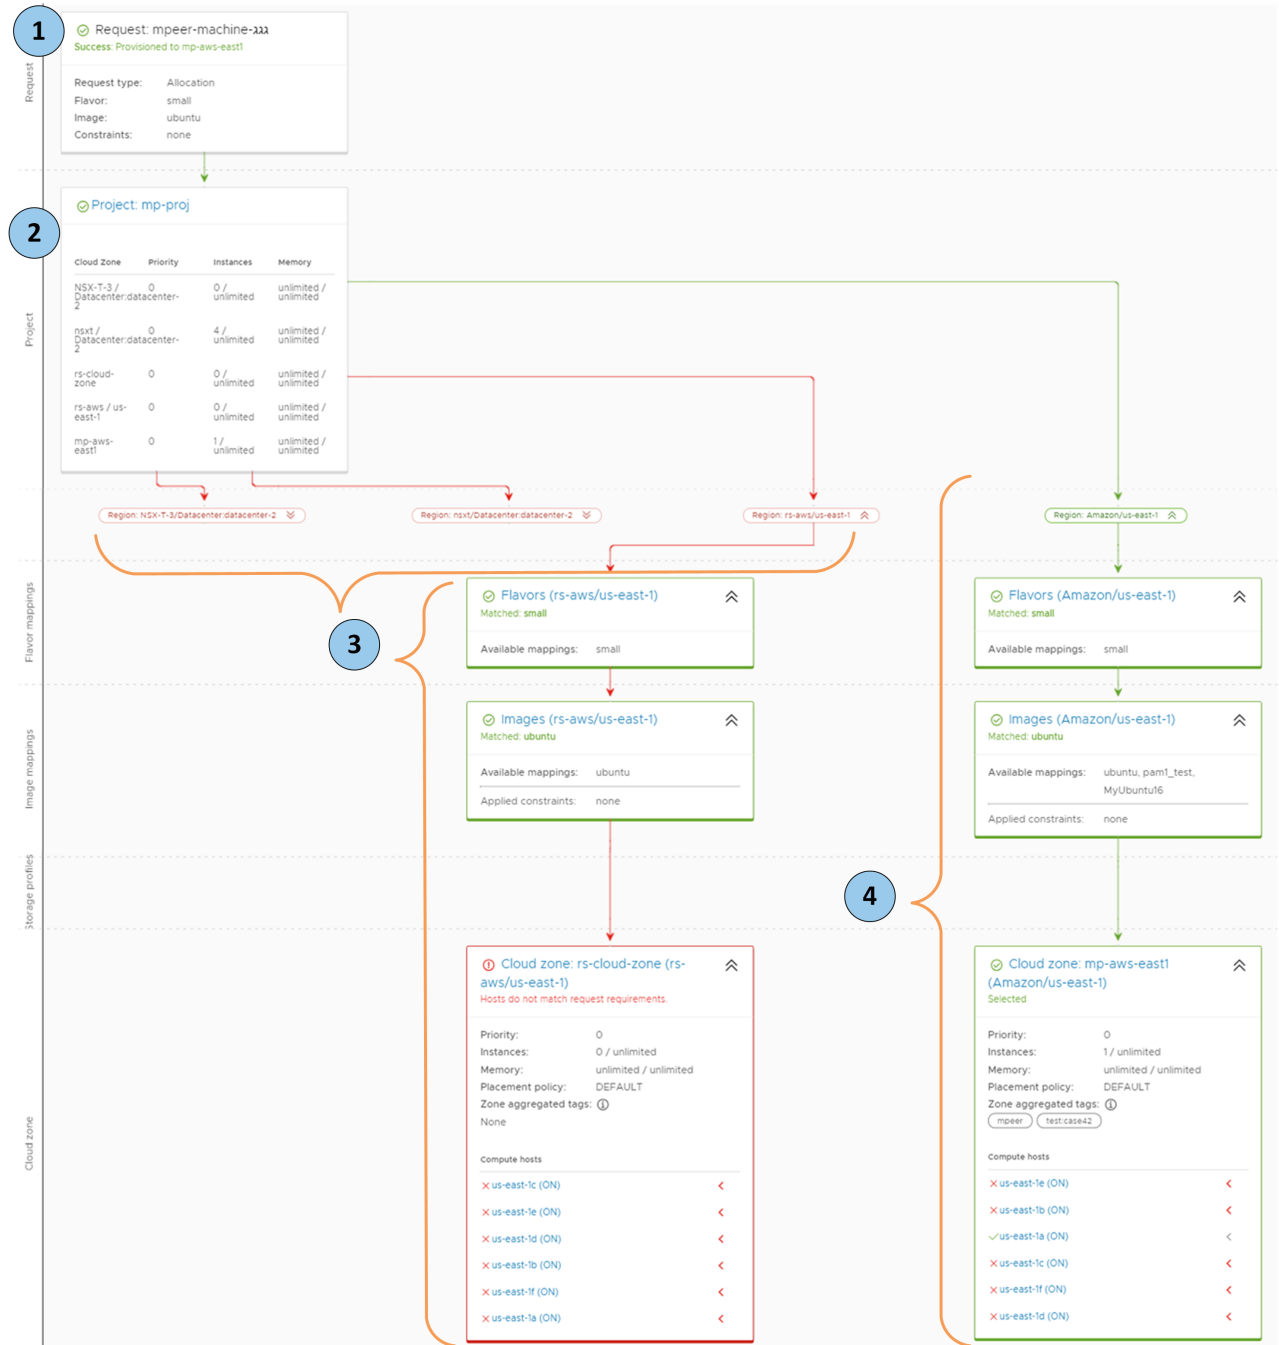 1
Request: mpeer-machine-גגג
Success: Provisioned to mp-aws-east1
Request type: Allocation
Flavor: small
Image: ubuntu
Constraints: none
Request
2
Project: mp-proj
Cloud Zone Priority Instances Memory
NSX-T-3 / Datacenter:datacenter-2 0 0 / unlimited unlimited / unlimited
nsxt / Datacenter:datacenter-2 0 4 / unlimited unlimited / unlimited
rs-cloud-zone 0 0 / unlimited unlimited / unlimited
rs-aws / us-east-1 0 0 / unlimited unlimited / unlimited
mp-aws-east1 0 1 / unlimited unlimited / unlimited
Project
Region: NSX-T-3/Datacenter:datacenter-2
Region: nsxt/Datacenter:datacenter-2
Region: rs-aws/us-east-1
Region: Amazon/us-east-1
3
Flavor mappings
Flavors (rs-aws/us-east-1)
Matched: small
Available mappings: small
Flavors (Amazon/us-east-1)
Matched: small
Available mappings: small
Image mappings
Images (rs-aws/us-east-1)
Matched: ubuntu
Available mappings: ubuntu
Applied constraints: none
Images (Amazon/us-east-1)
Matched: ubuntu
Available mappings: ubuntu, pam1_test,
MyUbuntu16
Applied constraints: none
Storage profiles
4
Cloud zone
Cloud zone: rs-cloud-zone (rs-
aws/us-east-1)
Hosts do not match request requirements.
Priority: 0
Instances: 0 / unlimited
Memory: unlimited / unlimited
Placement policy: DEFAULT
Zone aggregated tags:
None
Compute hosts
us-east-1c (ON)
us-east-1e (ON)
us-east-1d (ON)
us-east-1b (ON)
us-east-1f (ON)
us-east-1a (ON)
Cloud zone: mp-aws-east1
(Amazon/us-east-1)
Selected
Priority: 0
Instances: 1 / unlimited
Memory: unlimited / unlimited
Placement policy: DEFAULT
Zone aggregated tags:
mpeer test:case42
Compute hosts
us-east-1e (ON)
us-east-1b (ON)
us-east-1a (ON)
us-east-1c (ON)
us-east-1f (ON)
us-east-1d (ON)